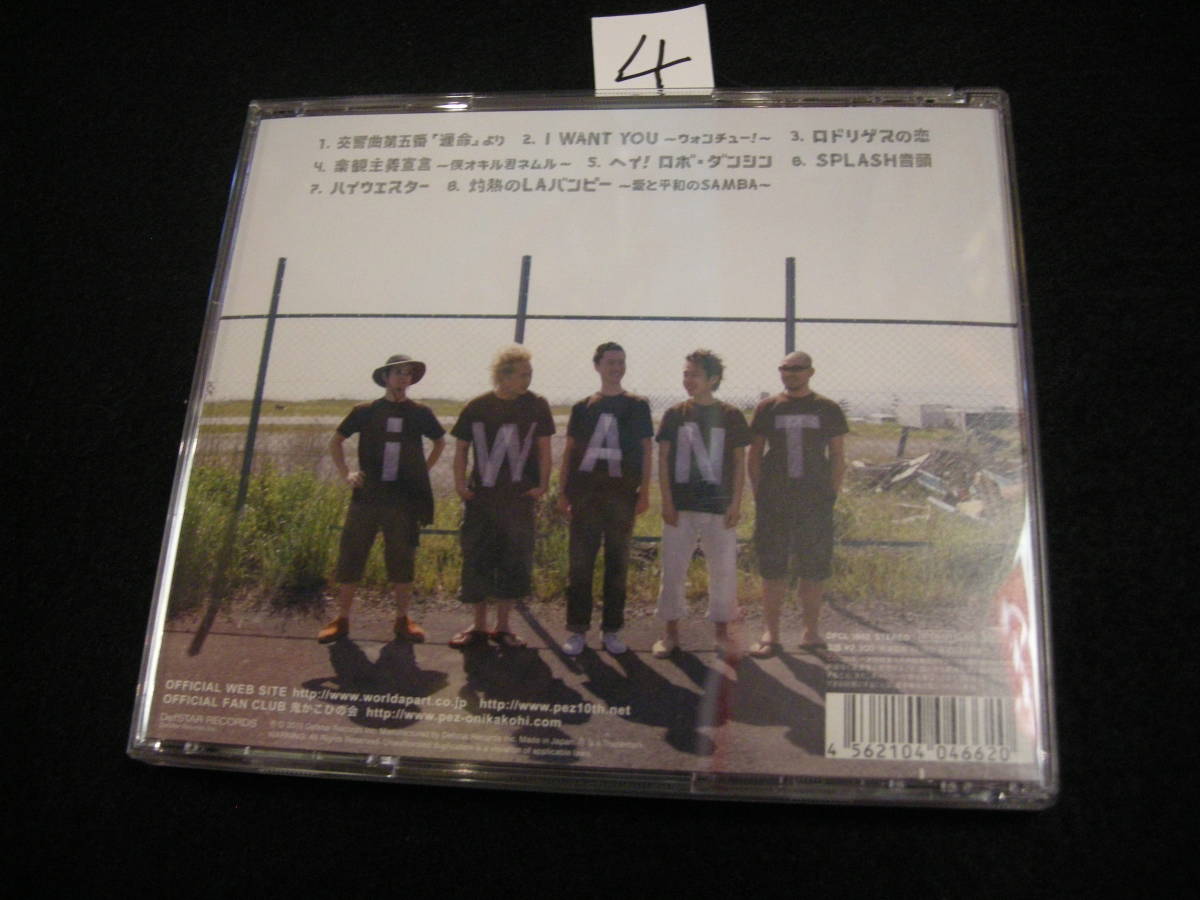 4
1. 交響曲第五番「運命」より 2. I WANT YOU ～ウォンチュー!～ 3. ロドリゲスの恋
4. 楽観主義宣言 ～僕オキル君ネムル～ 5. ヘイ! ロボ・ダンシン 6. SPLASH音頭
7. ハイウエスター 8. 灼熱のLAバンビー ～愛と平和のSAMBA～
i WANT
STEREO
OFFICIAL WEB SITE http://www.worldapart.co.jp http://www.pez10th.net
OFFICIAL FAN CLUB 鬼かこひの会 http://www.pez-onikakohi.com
DefSTAR RECORDS
4 562104 046620